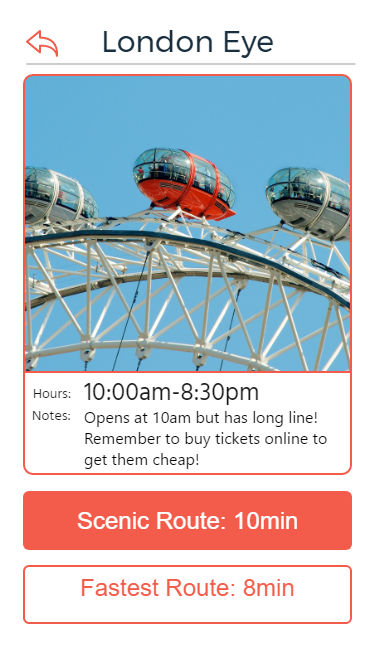 London Eye
Hours: 10:00am-8:30pm
Notes: Opens at 10am but has long line!
Remember to buy tickets online to
get them cheap!
Scenic Route: 10min
Fastest Route: 8min